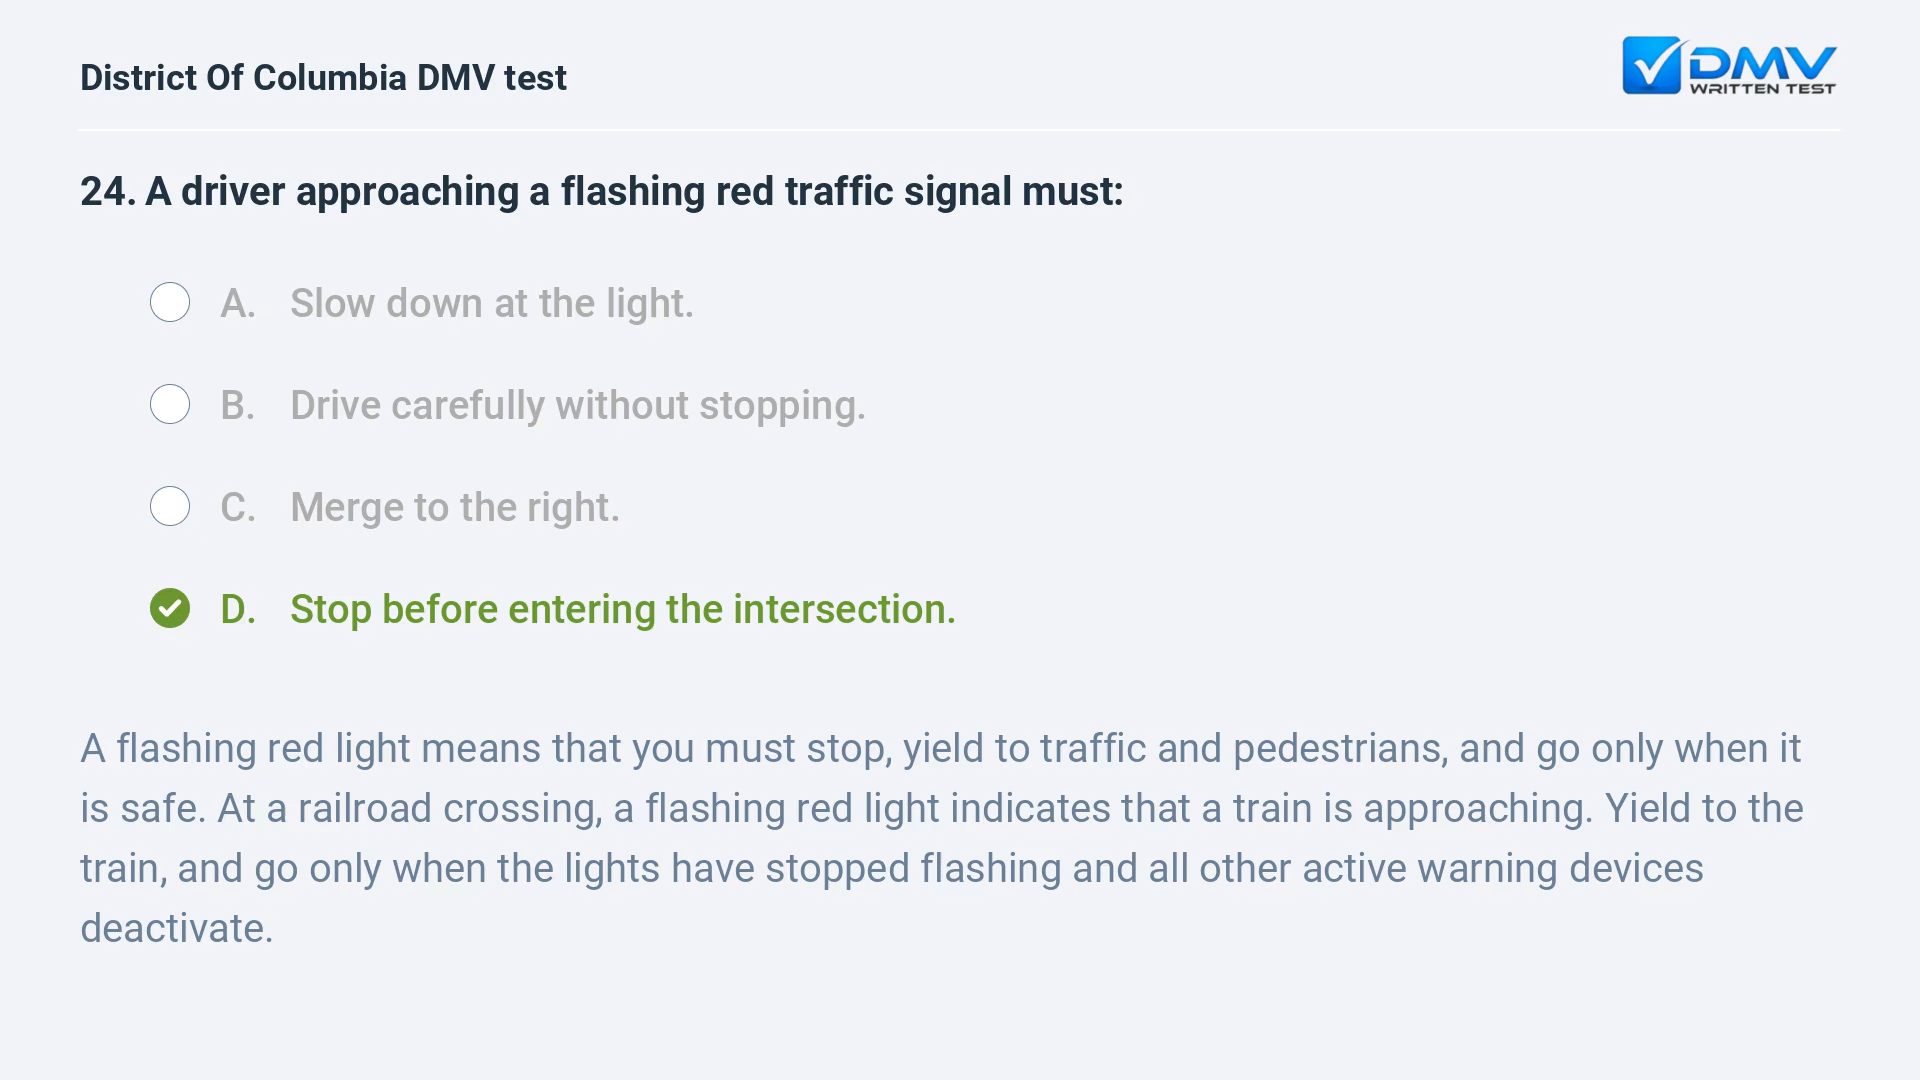 District Of Columbia DMV test
DMV
WRITTEN TEST
24. A driver approaching a flashing red traffic signal must:
A. Slow down at the light.
B. Drive carefully without stopping.
C. Merge to the right.
D. Stop before entering the intersection.
A flashing red light means that you must stop, yield to traffic and pedestrians, and go only when it
is safe. At a railroad crossing, a flashing red light indicates that a train is approaching. Yield to the
train, and go only when the lights have stopped flashing and all other active warning devices
deactivate.